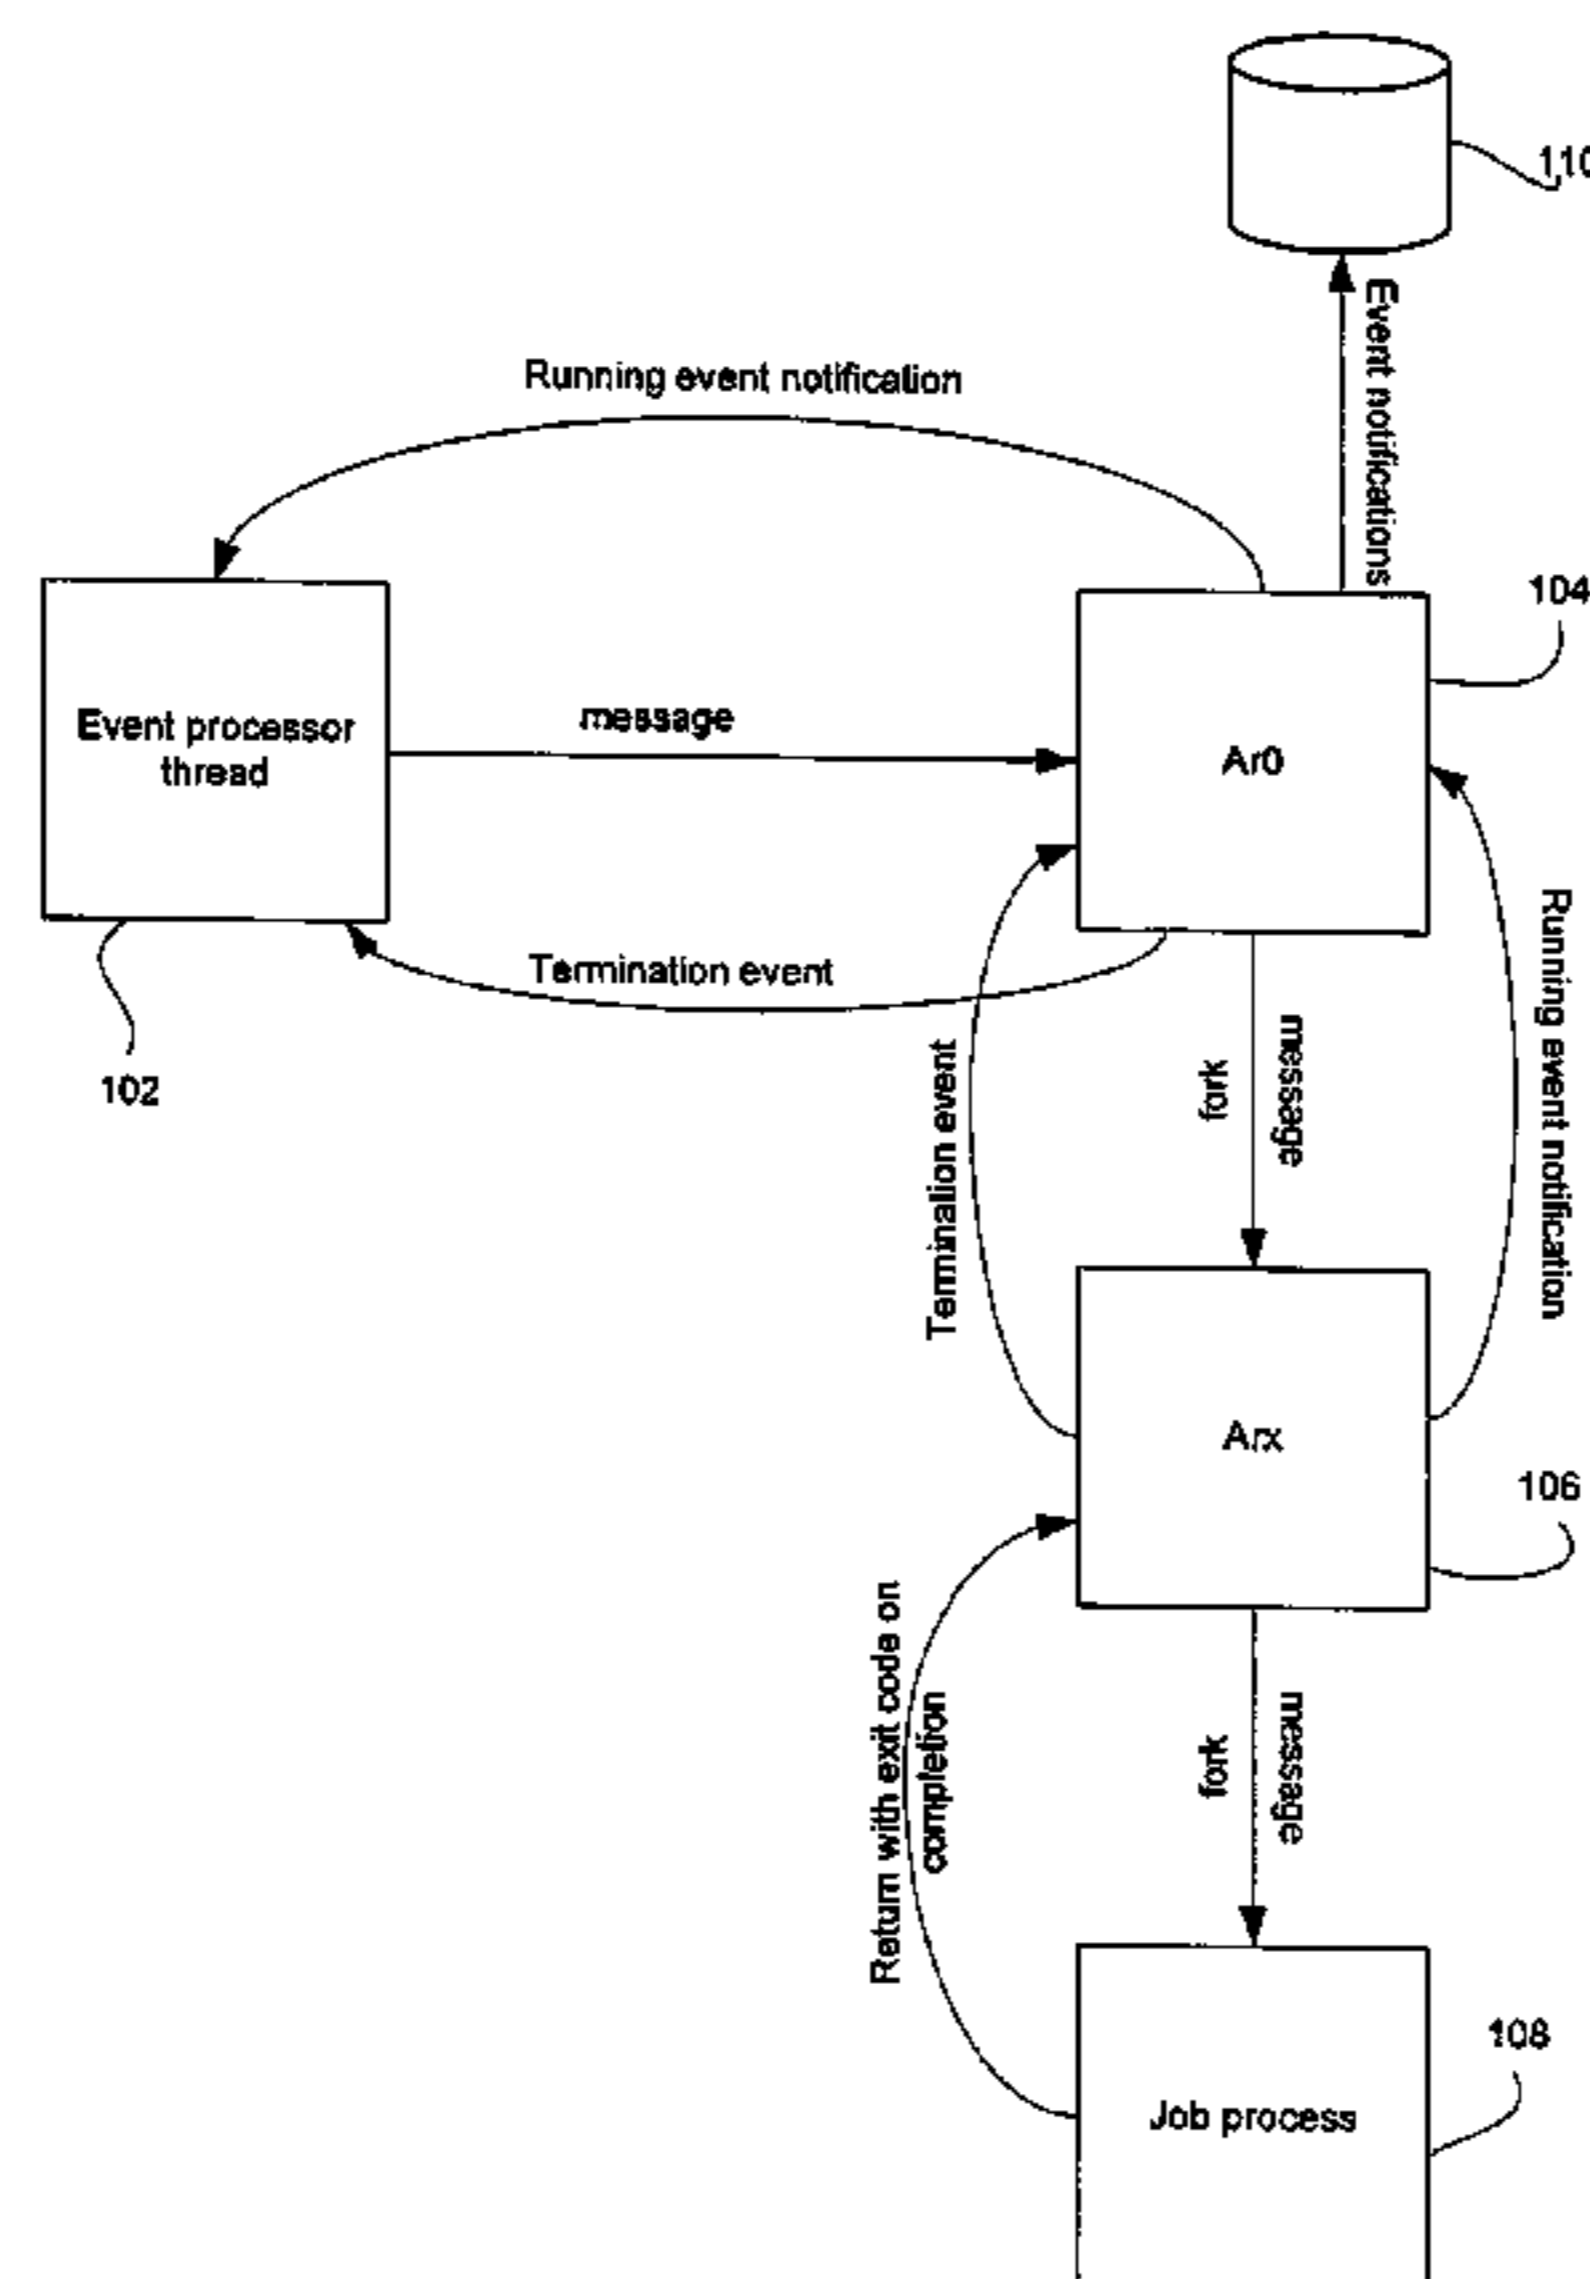 110
Event notifications
Running event notification
104
Event processor
thread
message
Ar0
Termination event
102
Termination event
fork
message
Running event notification
Arx
106
Return with exit code on
completion
fork
message
108
Job process